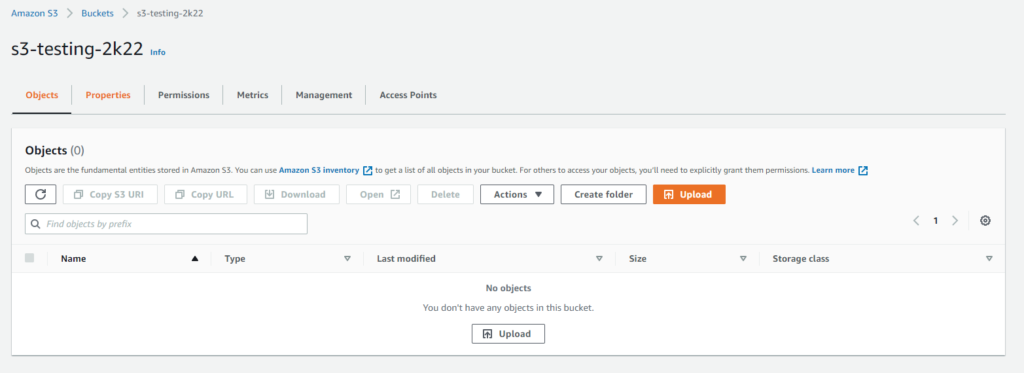 Amazon S3 > Buckets > s3-testing-2k22
s3-testing-2k22 Info
Objects Properties Permissions Metrics Management Access Points
Objects (0)
Objects are the fundamental entities stored in Amazon S3. You can use Amazon S3 inventory to get a list of all objects in your bucket. For others to access your objects, you'll need to explicitly grant them permissions. Learn more
Copy S3 URI Copy URL Download Open Delete Actions Create folder Upload
Find objects by prefix 1
Name Type Last modified Size Storage class
No objects
You don't have any objects in this bucket.
Upload